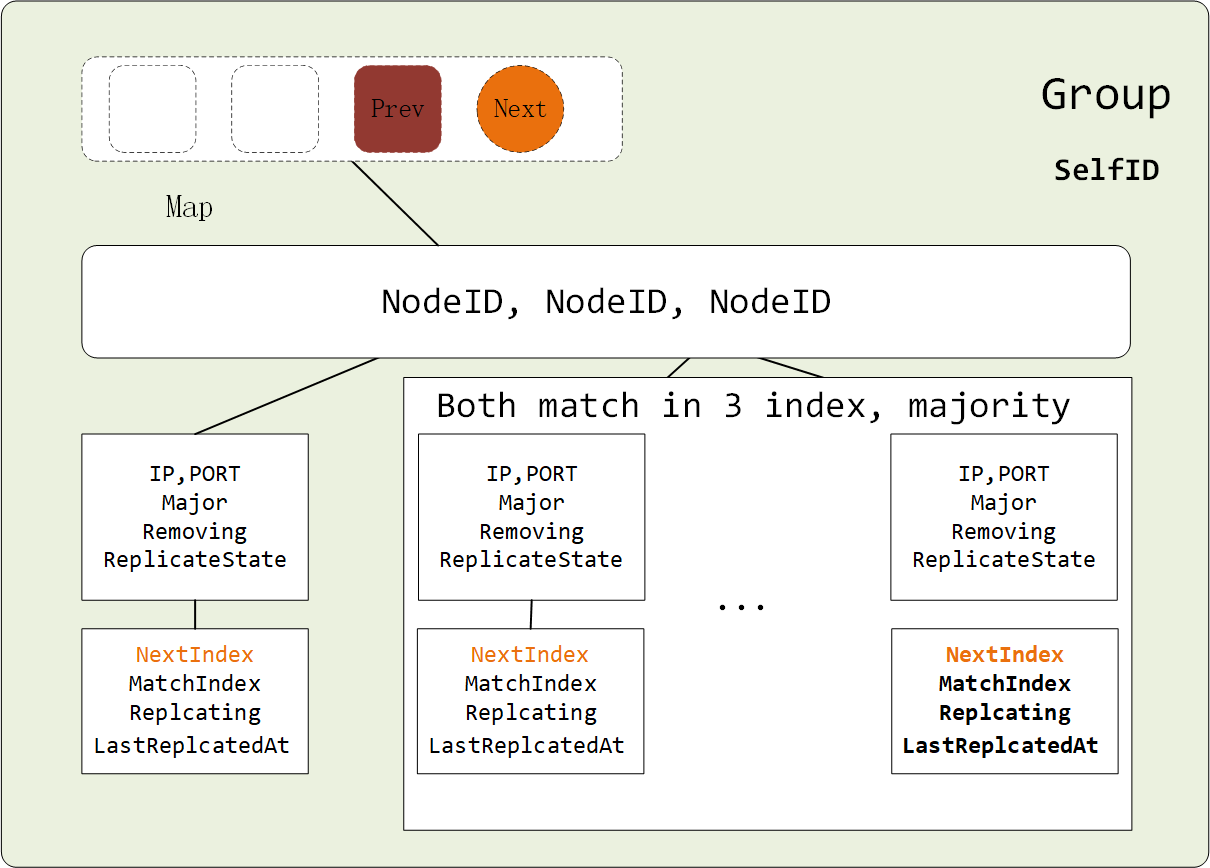 Prev
Next
Group
SelfID
Map
NodeID, NodeID, NodeID
Both match in 3 index, majority
IP,PORT
Major
Removing
ReplicateState
IP,PORT
Major
Removing
ReplicateState
IP,PORT
Major
Removing
ReplicateState
...
NextIndex
MatchIndex
Replcating
LastReplcatedAt
NextIndex
MatchIndex
Replcating
LastReplcatedAt
NextIndex
MatchIndex
Replcating
LastReplcatedAt